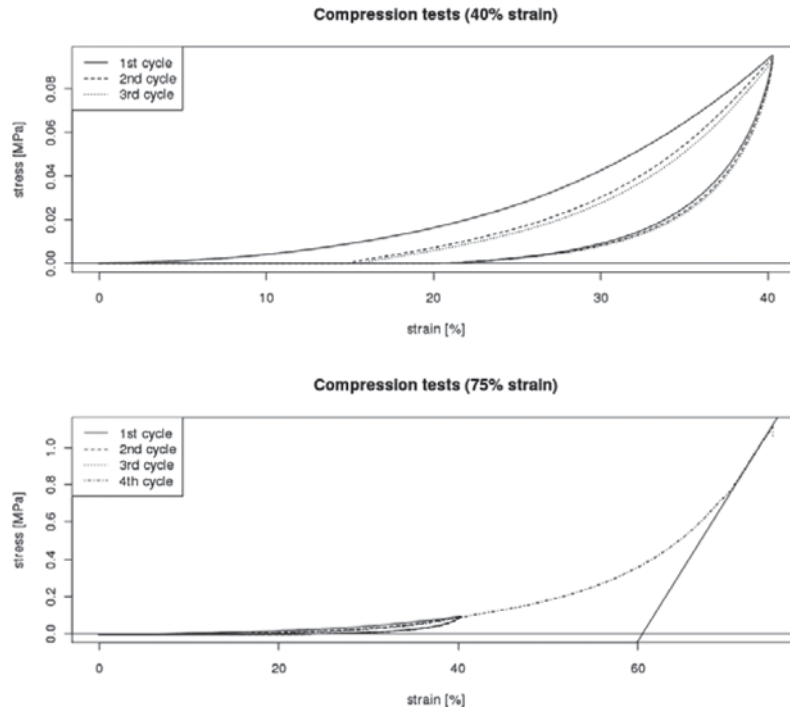 Compression tests (40% strain)
1st cycle
2nd cycle
3rd cycle
stress [MPa]
0.00 0.02 0.04 0.06 0.08
0 10 20 30 40
strain [%]
Compression tests (75% strain)
1st cycle
2nd cycle
3rd cycle
4th cycle
stress [MPa]
0.0 0.2 0.4 0.6 0.8 1.0
0 20 40 60
strain [%]